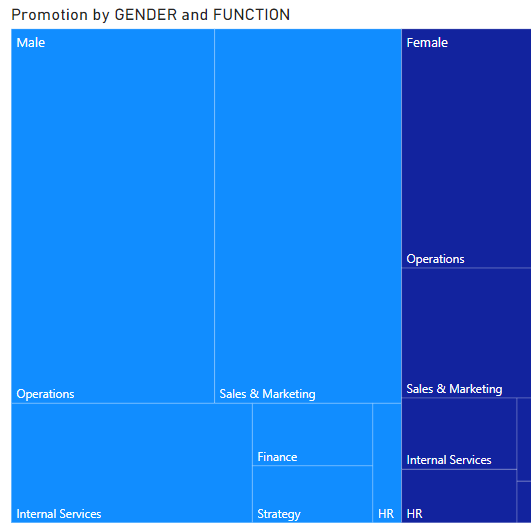 Promotion by GENDER and FUNCTION
Male
Operations
Sales & Marketing
Internal Services
Finance
Strategy
HR
Female
Operations
Sales & Marketing
Internal Services
HR